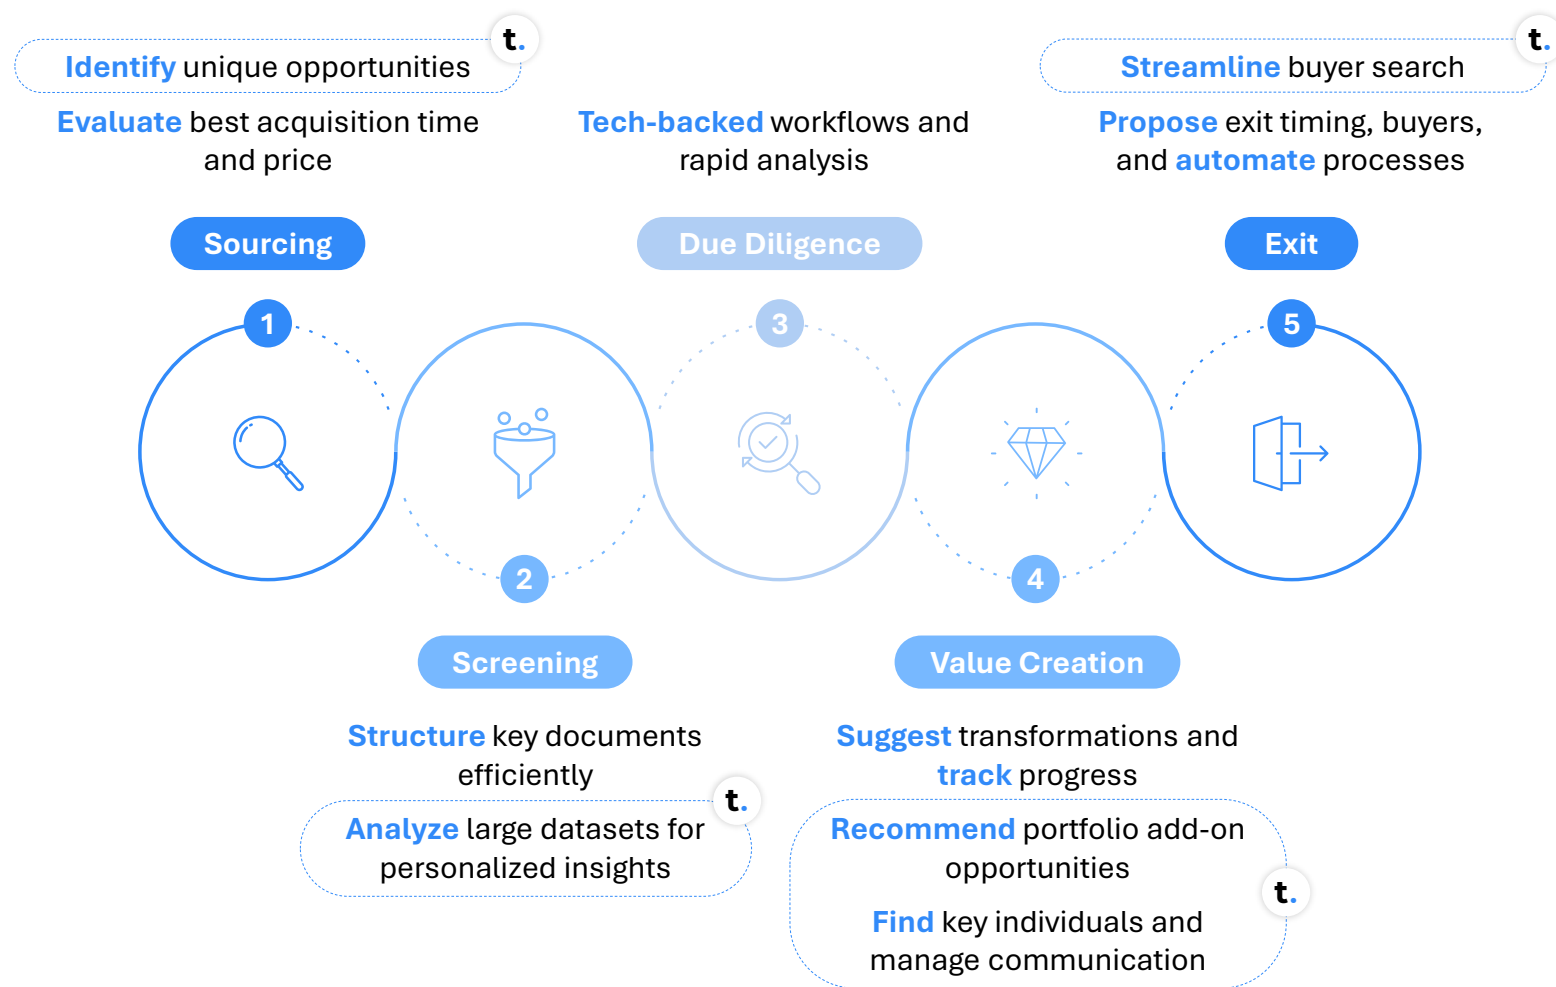 t.
Identify unique opportunities
Evaluate best acquisition time
and price
Sourcing
1
Structure key documents
efficiently
t.
Analyze large datasets for
personalized insights
Screening
2
Tech-backed workflows and
rapid analysis
Due Diligence
3
Value Creation
4
Suggest transformations and
track progress
Recommend portfolio add-on
opportunities
t.
Find key individuals and
manage communication
t.
Streamline buyer search
Propose exit timing, buyers,
and automate processes
Exit
5